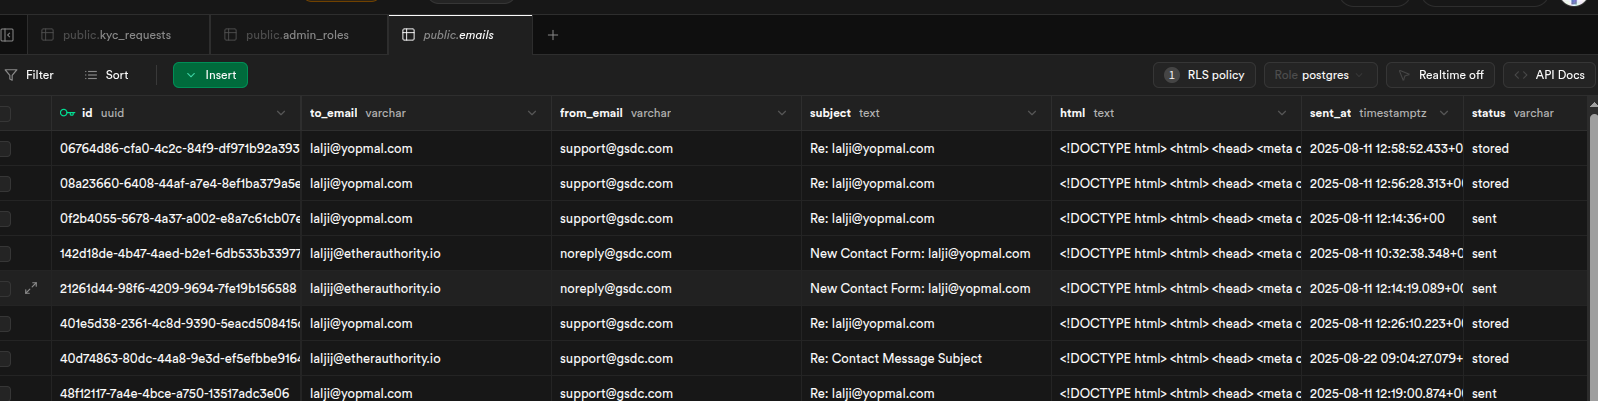 public.kyc_requests public.admin_roles public.emails
Filter Sort Insert 1 RLS policy Role postgres Realtime off API Docs
id uuid to_email varchar from_email varchar subject text html text sent_at timestamptz status varchar
06764d86-cfa0-4c2c-84f9-df971b92a393 lalji@yopmal.com support@gsdc.com Re: lalji@yopmal.com <!DOCTYPE html> <html> <head> <meta c 2025-08-11 12:58:52.433+0 stored
08a23660-6408-44af-a7e4-8ef1ba379a5e lalji@yopmal.com support@gsdc.com Re: lalji@yopmal.com <!DOCTYPE html> <html> <head> <meta c 2025-08-11 12:56:28.313+0 stored
0f2b4055-5678-4a37-a002-e8a7c61cb07e lalji@yopmal.com support@gsdc.com Re: lalji@yopmal.com <!DOCTYPE html> <html> <head> <meta c 2025-08-11 12:14:36+00 sent
142d18de-4b47-4aed-b2e1-6db533b33977 laljij@etherauthority.io noreply@gsdc.com New Contact Form: lalji@yopmal.com <!DOCTYPE html> <html> <head> <meta c 2025-08-11 10:32:38.348+0 sent
21261d44-98f6-4209-9694-7fe19b156588 laljij@etherauthority.io noreply@gsdc.com New Contact Form: lalji@yopmal.com <!DOCTYPE html> <html> <head> <meta c 2025-08-11 12:14:19.089+00 sent
401e5d38-2361-4c8d-9390-5eacd508415c lalji@yopmal.com support@gsdc.com Re: lalji@yopmal.com <!DOCTYPE html> <html> <head> <meta c 2025-08-11 12:26:10.223+00 stored
40d74863-80dc-44a8-9e3d-ef5efbbe9164 laljij@etherauthority.io support@gsdc.com Re: Contact Message Subject <!DOCTYPE html> <html> <head> <meta c 2025-08-22 09:04:27.079+ stored
48f12117-7a4e-4bce-a750-13517adc3e06 lalji@yopmal.com support@gsdc.com Re: lalji@yopmal.com <!DOCTYPE html> <html> <head> <meta c 2025-08-11 12:19:00.874+0 sent